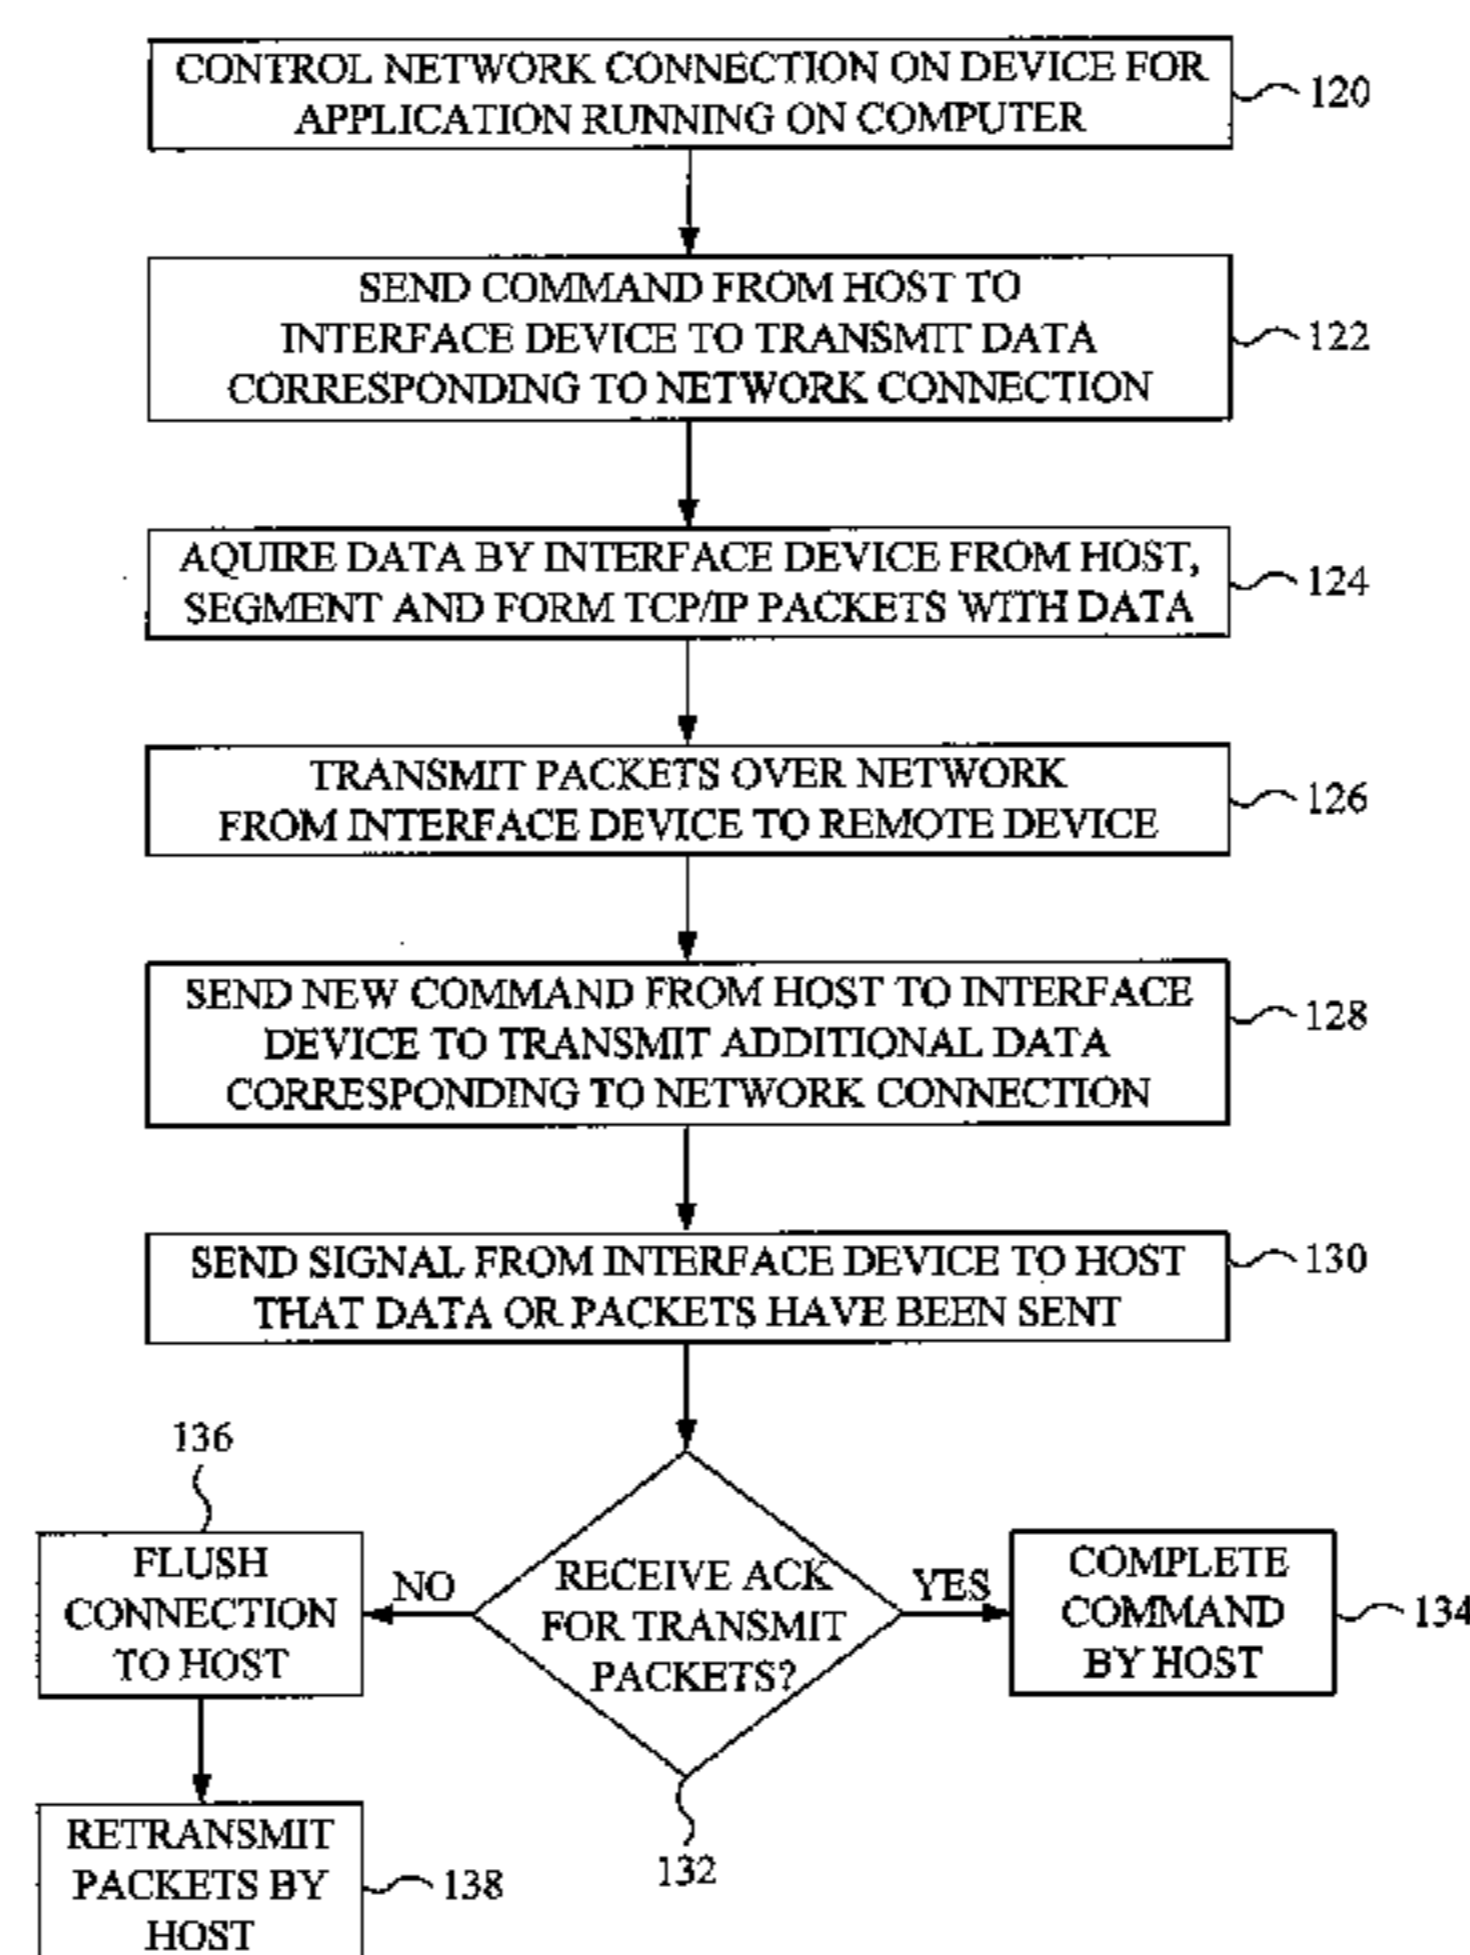 CONTROL NETWORK CONNECTION ON DEVICE FOR
APPLICATION RUNNING ON COMPUTER
120
SEND COMMAND FROM HOST TO
INTERFACE DEVICE TO TRANSMIT DATA
CORRESPONDING TO NETWORK CONNECTION
122
AQUIRE DATA BY INTERFACE DEVICE FROM HOST,
SEGMENT AND FORM TCP/IP PACKETS WITH DATA
124
TRANSMIT PACKETS OVER NETWORK
FROM INTERFACE DEVICE TO REMOTE DEVICE
126
SEND NEW COMMAND FROM HOST TO INTERFACE
DEVICE TO TRANSMIT ADDITIONAL DATA
CORRESPONDING TO NETWORK CONNECTION
128
SEND SIGNAL FROM INTERFACE DEVICE TO HOST
THAT DATA OR PACKETS HAVE BEEN SENT
130
136
FLUSH
CONNECTION
TO HOST
NO
RECEIVE ACK
FOR TRANSMIT
PACKETS?
YES
COMPLETE
COMMAND
BY HOST
134
132
RETRANSMIT
PACKETS BY
HOST
138